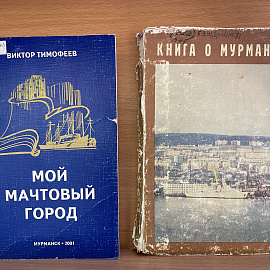 ВИКТОР ТИМОФЕЕВ
МОЙ
МАЧТОВЫЙ
ГОРОД
МУРМАНСК • 2001
КНИГА О МУРМАН